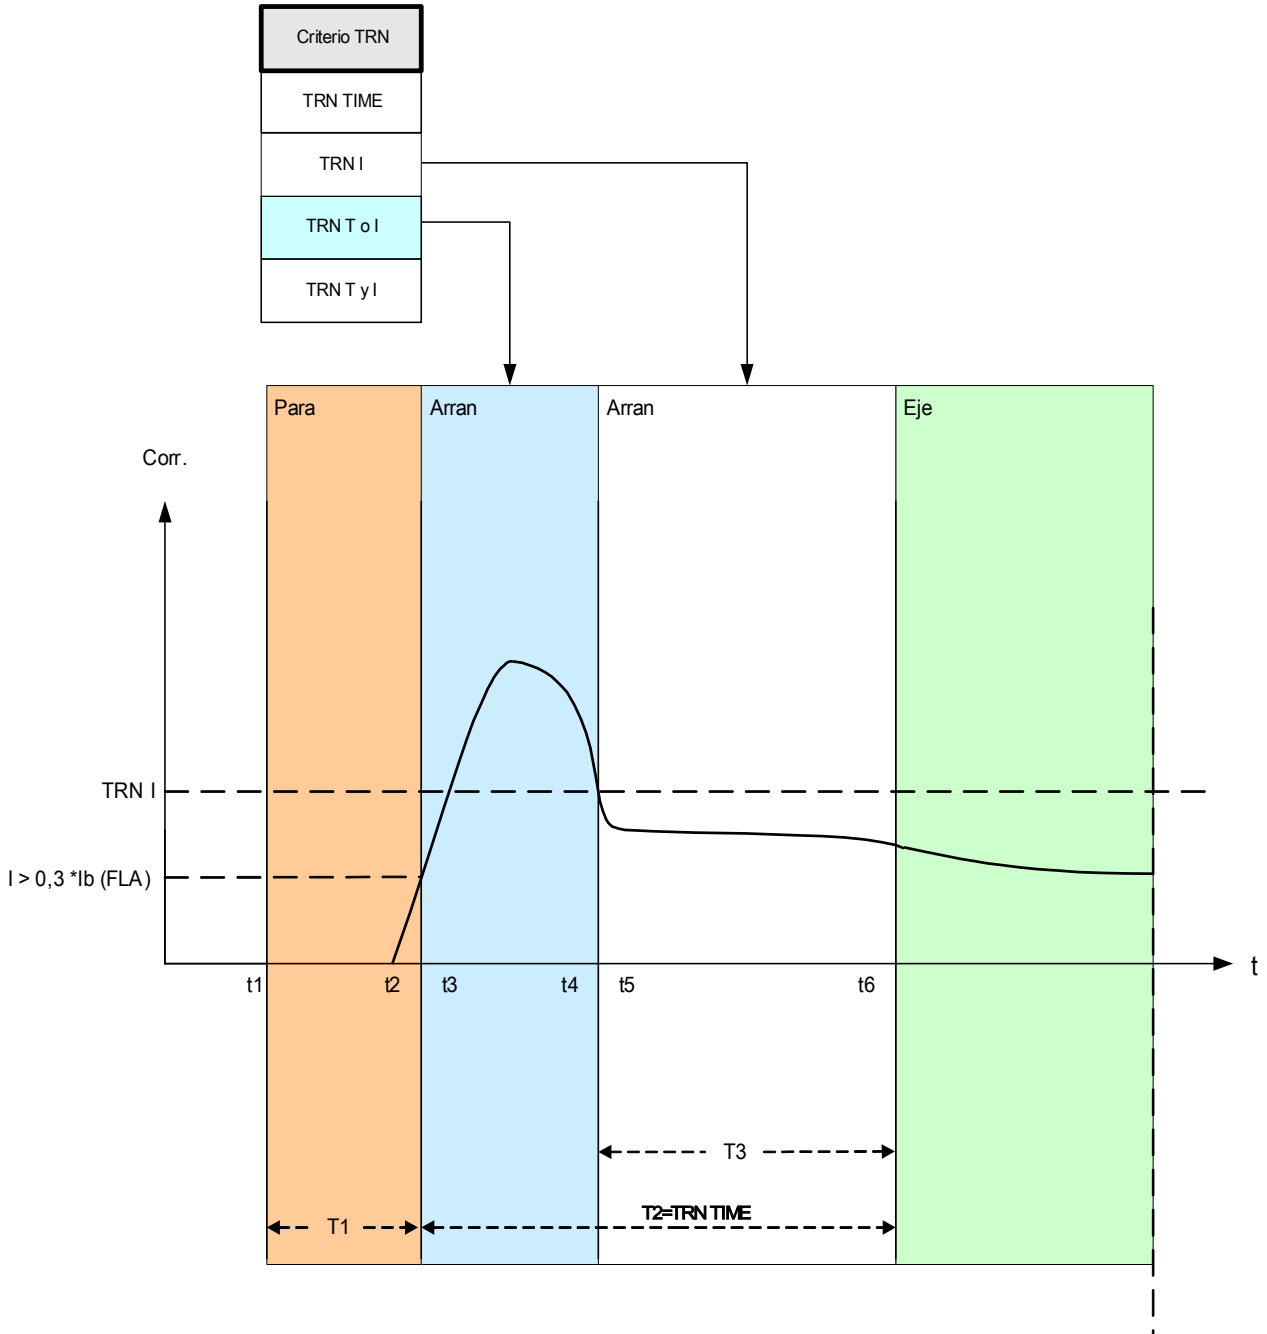 Criterio TRN
TRN TIME
TRN I
TRN T o I
TRN T y I
Para
Arran
Arran
Eje
Corr.
TRN I
I > 0,3 *Ib (FLA)
t
t1
t2
t3
t4
t5
t6
T3
T2=TRN TIME
T1